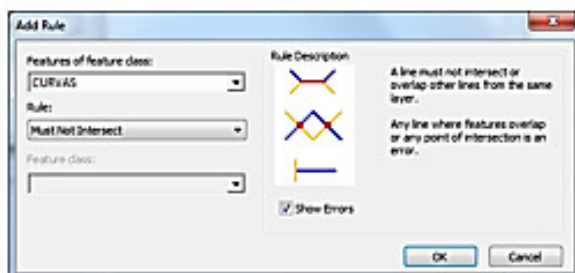 Add Rule
Features of feature class:
CURVAS
Rule:
Must Not Intersect
Feature class:
Rule Description
A line must not intersect or
overlap other lines from the same
layer.
Any line where features overlap
or any point of intersection is an
error.
Show Errors
OK
Cancel